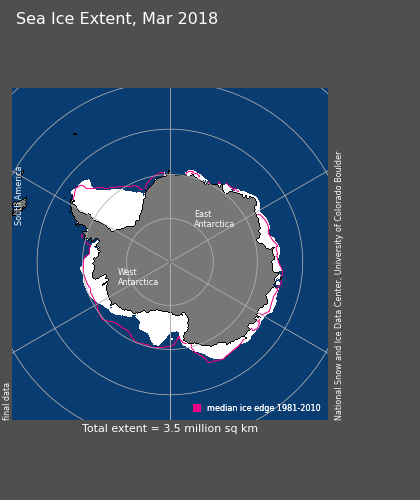 Sea Ice Extent, Mar 2018
South America
East
Antarctica
West
Antarctica
National Snow and Ice Data Center, University of Colorado Boulder
final data
median ice edge 1981-2010
Total extent = 3.5 million sq km